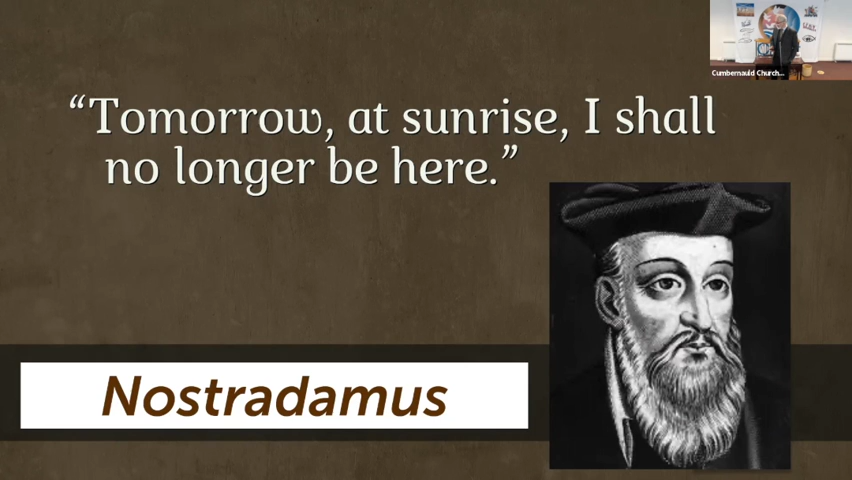 “Tomorrow, at sunrise, I shall
no longer be here.”
Nostradamus
Cumbernauld Church...